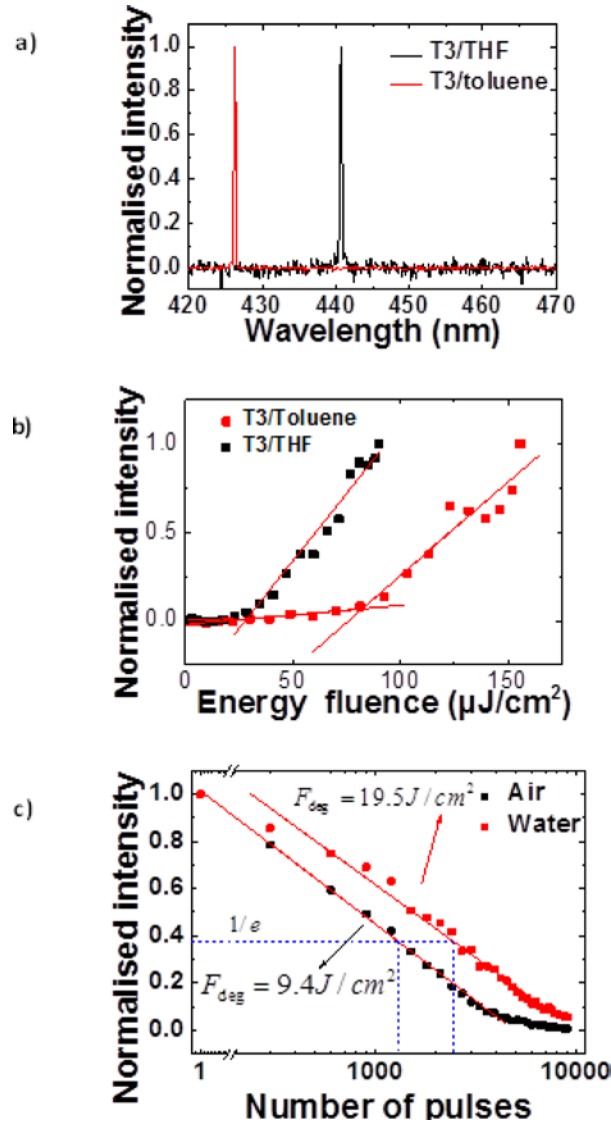 a)
Normalised intensity
1.0
0.8
0.6
0.4
0.2
0.0
T3/THF
T3/toluene
420 430 440 450 460 470
Wavelength (nm)
b)
Normalised intensity
1.0
0.5
0.0
T3/Toluene
T3/THF
0 50 100 150
Energy fluence (µJ/cm²)
c)
Normalised intensity
1.0
0.8
0.6
0.4
0.2
0.0
Air
Water
F_deg = 19.5J / cm²
1/e
F_deg = 9.4J / cm²
1 1000 10000
Number of pulses